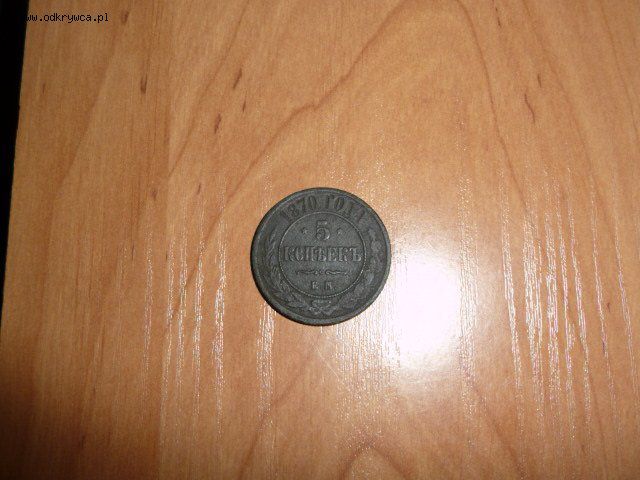 www.odkrywca.pl
1870 ГОДА
5
КОПѢЕКЪ
Е М